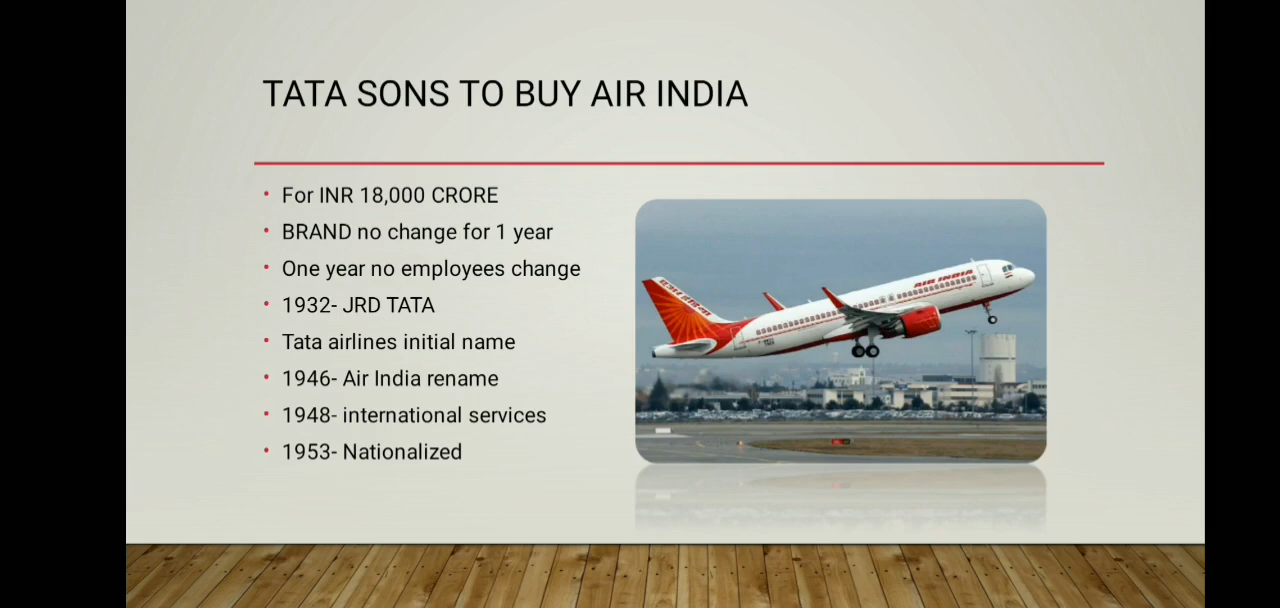 TATA SONS TO BUY AIR INDIA
• For INR 18,000 CRORE
• BRAND no change for 1 year
• One year no employees change
• 1932- JRD TATA
• Tata airlines initial name
• 1946- Air India rename
• 1948- international services
• 1953- Nationalized
AIR INDIA